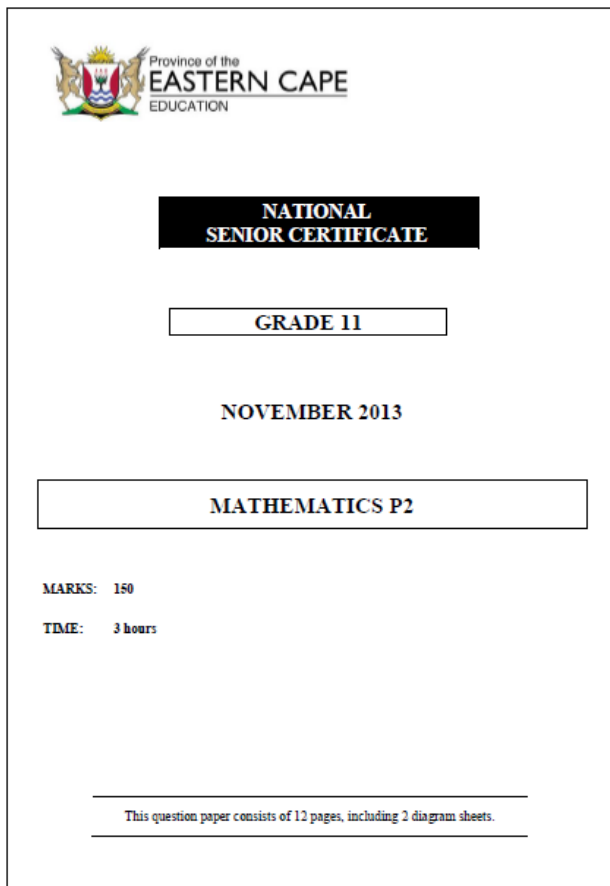 Province of the
EASTERN CAPE
EDUCATION
NATIONAL
SENIOR CERTIFICATE
GRADE 11
NOVEMBER 2013
MATHEMATICS P2
MARKS: 150
TIME: 3 hours
This question paper consists of 12 pages, including 2 diagram sheets.